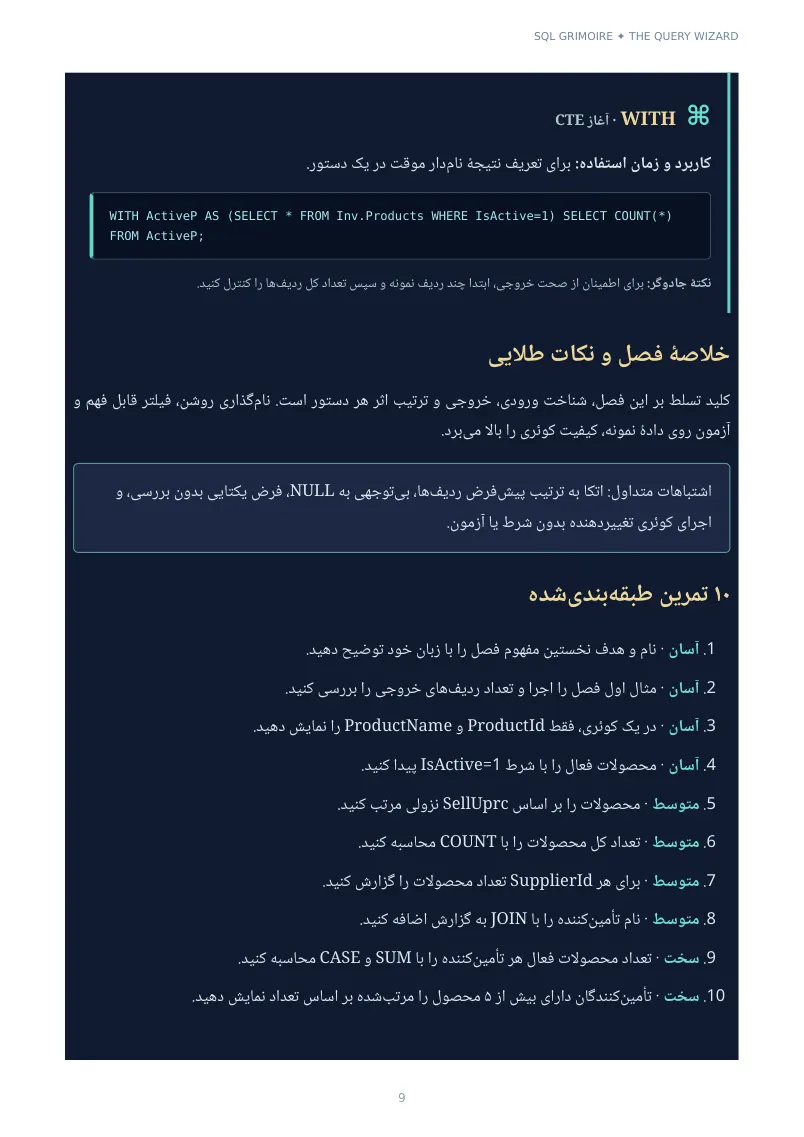 SQL GRIMOIRE ✦ THE QUERY WIZARD
⌘ WITH · آغاز CTE
کاربرد و زمان استفاده: برای تعریف نتیجهٔ نام‌دار موقت در یک دستور.
WITH ActiveP AS (SELECT * FROM Inv.Products WHERE IsActive=1) SELECT COUNT(*)
FROM ActiveP;
نکتهٔ جادوگر: برای اطمینان از صحت خروجی، ابتدا چند ردیف نمونه و سپس تعداد کل ردیف‌ها را کنترل کنید.
خلاصهٔ فصل و نکات طلایی
کلید تسلط بر این فصل، شناخت ورودی، خروجی و ترتیب اثر هر دستور است. نام‌گذاری روشن، فیلتر قابل فهم و
آزمون روی دادهٔ نمونه، کیفیت کوئری را بالا می‌برد.
اشتباهات متداول: اتکا به ترتیب پیش‌فرض ردیف‌ها، بی‌توجهی به NULL، فرض یکتایی بدون بررسی، و
اجرای کوئری تغییردهنده بدون شرط یا آزمون.
۱۰ تمرین طبقه‌بندی‌شده
1. آسان · نام و هدف نخستین مفهوم فصل را با زبان خود توضیح دهید.
2. آسان · مثال اول فصل را اجرا و تعداد ردیف‌های خروجی را بررسی کنید.
3. آسان · در یک کوئری، فقط ProductId و ProductName را نمایش دهید.
4. آسان · محصولات فعال را با شرط IsActive=1 پیدا کنید.
5. متوسط · محصولات را بر اساس SellUprc نزولی مرتب کنید.
6. متوسط · تعداد کل محصولات را با COUNT محاسبه کنید.
7. متوسط · برای هر SupplierId تعداد محصولات را گزارش کنید.
8. متوسط · نام تأمین‌کننده را با JOIN به گزارش اضافه کنید.
9. سخت · تعداد محصولات فعال هر تأمین‌کننده را با SUM و CASE محاسبه کنید.
10. سخت · تأمین‌کنندگان دارای بیش از ۵ محصول را مرتب‌شده بر اساس تعداد نمایش دهید.
9